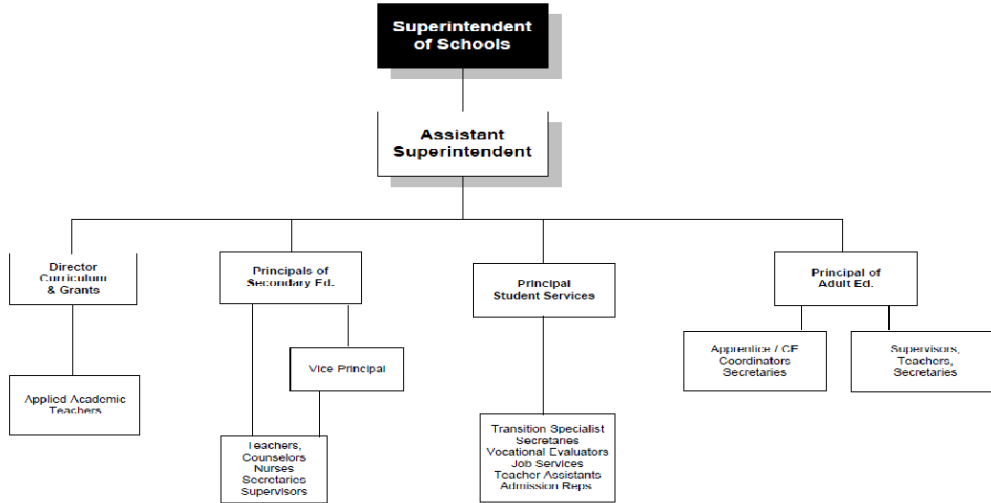 Superintendent
of Schools
Assistant
Superintendent
Director
Curriculum
& Grants
Principals of
Secondary Ed.
Principal
Student Services
Principal of
Adult Ed.
Applied Academic
Teachers
Vice Principal
Teachers,
Counselors
Nurses
Secretaries
Supervisors
Transition Specialist
Secretaries
Vocational Evaluators
Job Services
Teacher Assistants
Admission Reps
Apprentice / CE
Coordinators
Secretaries
Supervisors,
Teachers,
Secretaries